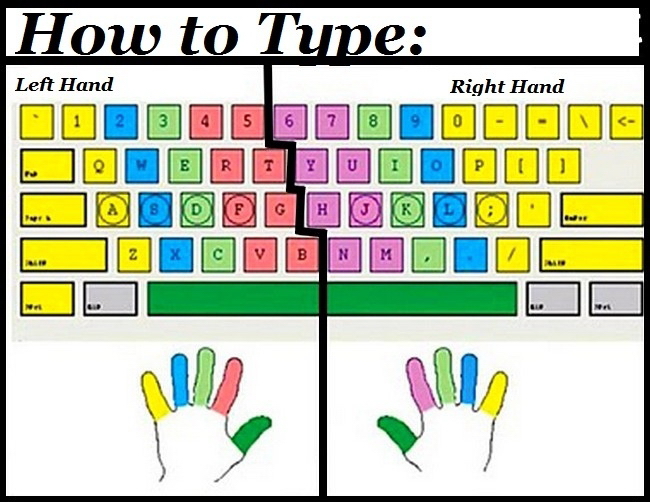 How to Type:
Left Hand
Right Hand
` 1 2 3 4 5 6 7 8 9 0 - = \ <-
Q W E R T Y U I O P [ ]
A S D F G H J K L ; '
Z X C V B N M , . /